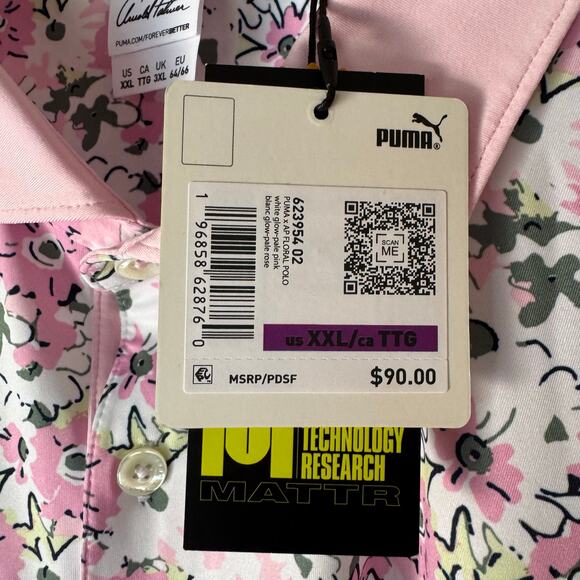 Arnold Palmer
PUMA.COM/FOREVERBETTER
US CA UK EU
XXL TTG 3XL 64/66
PUMA®
623954 02
PUMA x AP FLORAL POLO
white glow-pale pink
blanc glow-pale rose
1 96858 62876 0
SCAN
ME
US XXL/ca TTG
MSRP/PDSF
$90.00
TECHNOLOGY
RESEARCH
MATTR